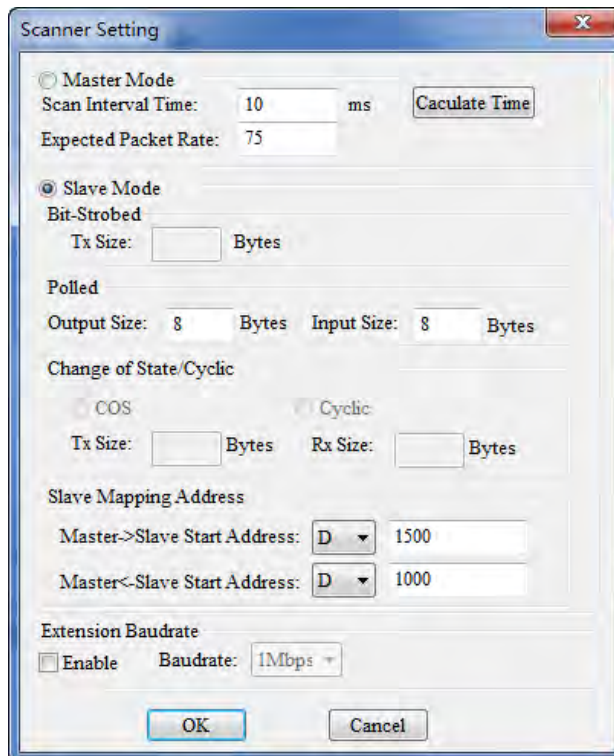 Scanner Setting
Master Mode
Scan Interval Time: 10 ms Caculate Time
Expected Packet Rate: 75
Slave Mode
Bit-Strobed
Tx Size: Bytes
Polled
Output Size: 8 Bytes Input Size: 8 Bytes
Change of State/Cyclic
COS Cyclic
Tx Size: Bytes Rx Size: Bytes
Slave Mapping Address
Master->Slave Start Address: D 1500
Master<-Slave Start Address: D 1000
Extension Baudrate
Enable Baudrate: 1Mbps
OK Cancel